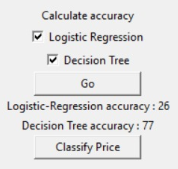 Calculate accuracy
Logistic Regression
Decision Tree
Go
Logistic-Regression accuracy : 26
Decision Tree accuracy : 77
Classify Price